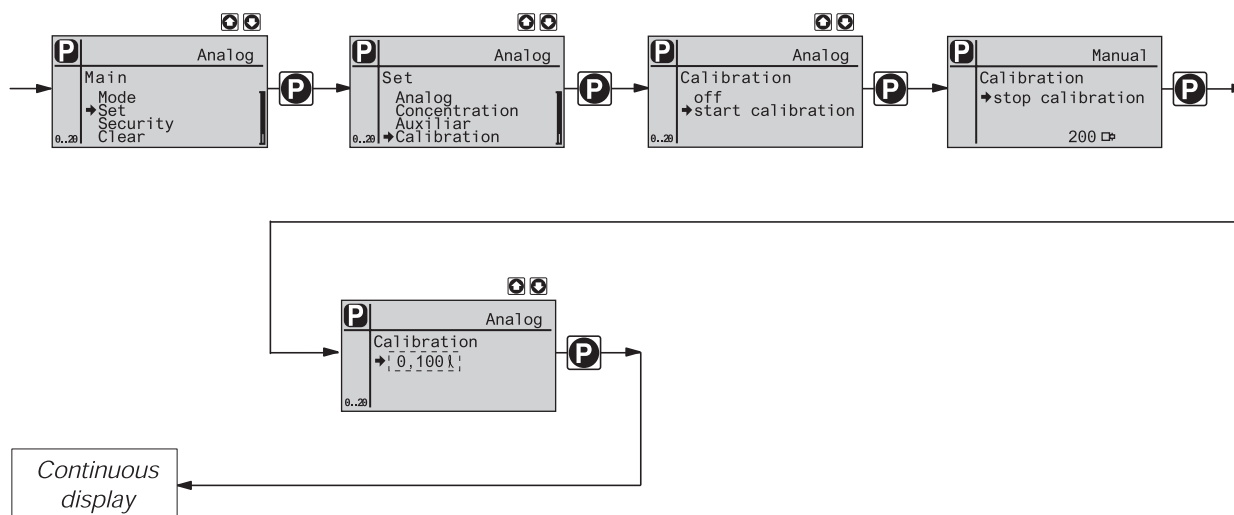 P
Analog
Main
Mode
Set
Security
Clear
0..20
P
P
Analog
Set
Analog
Concentration
Auxiliar
Calibration
0..20
P
P
Analog
Calibration
off
start calibration
0..20
P
P
Manual
Calibration
stop calibration
200
P
P
Analog
Calibration
0,100 l
0..20
P
Continuous
display